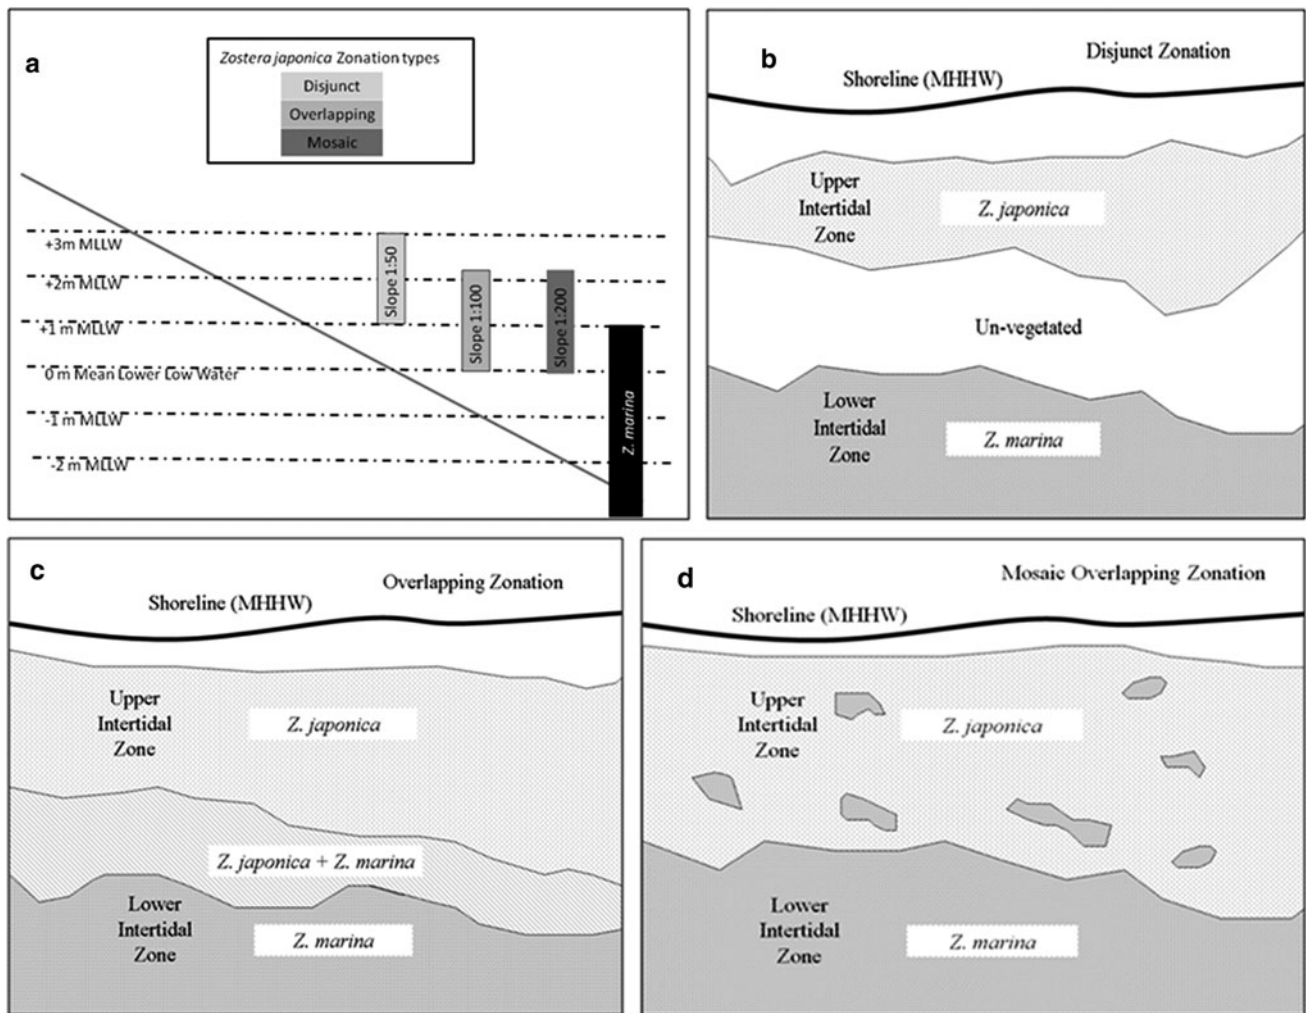 a
Zostera japonica Zonation types
Disjunct
Overlapping
Mosaic
+3m MLLW
+2m MLLW
+1 m MLLW
0 m Mean Lower Low Water
-1 m MLLW
-2 m MLLW
Slope 1:50
Slope 1:100
Slope 1:200
Z. marina
b
Disjunct Zonation
Shoreline (MHHW)
Upper
Intertidal
Zone
Z. japonica
Un-vegetated
Lower
Intertidal
Zone
Z. marina
c
Overlapping Zonation
Shoreline (MHHW)
Upper
Intertidal
Zone
Z. japonica
Z. japonica + Z. marina
Lower
Intertidal
Zone
Z. marina
d
Mosaic Overlapping Zonation
Shoreline (MHHW)
Upper
Intertidal
Zone
Z. japonica
Lower
Intertidal
Zone
Z. marina